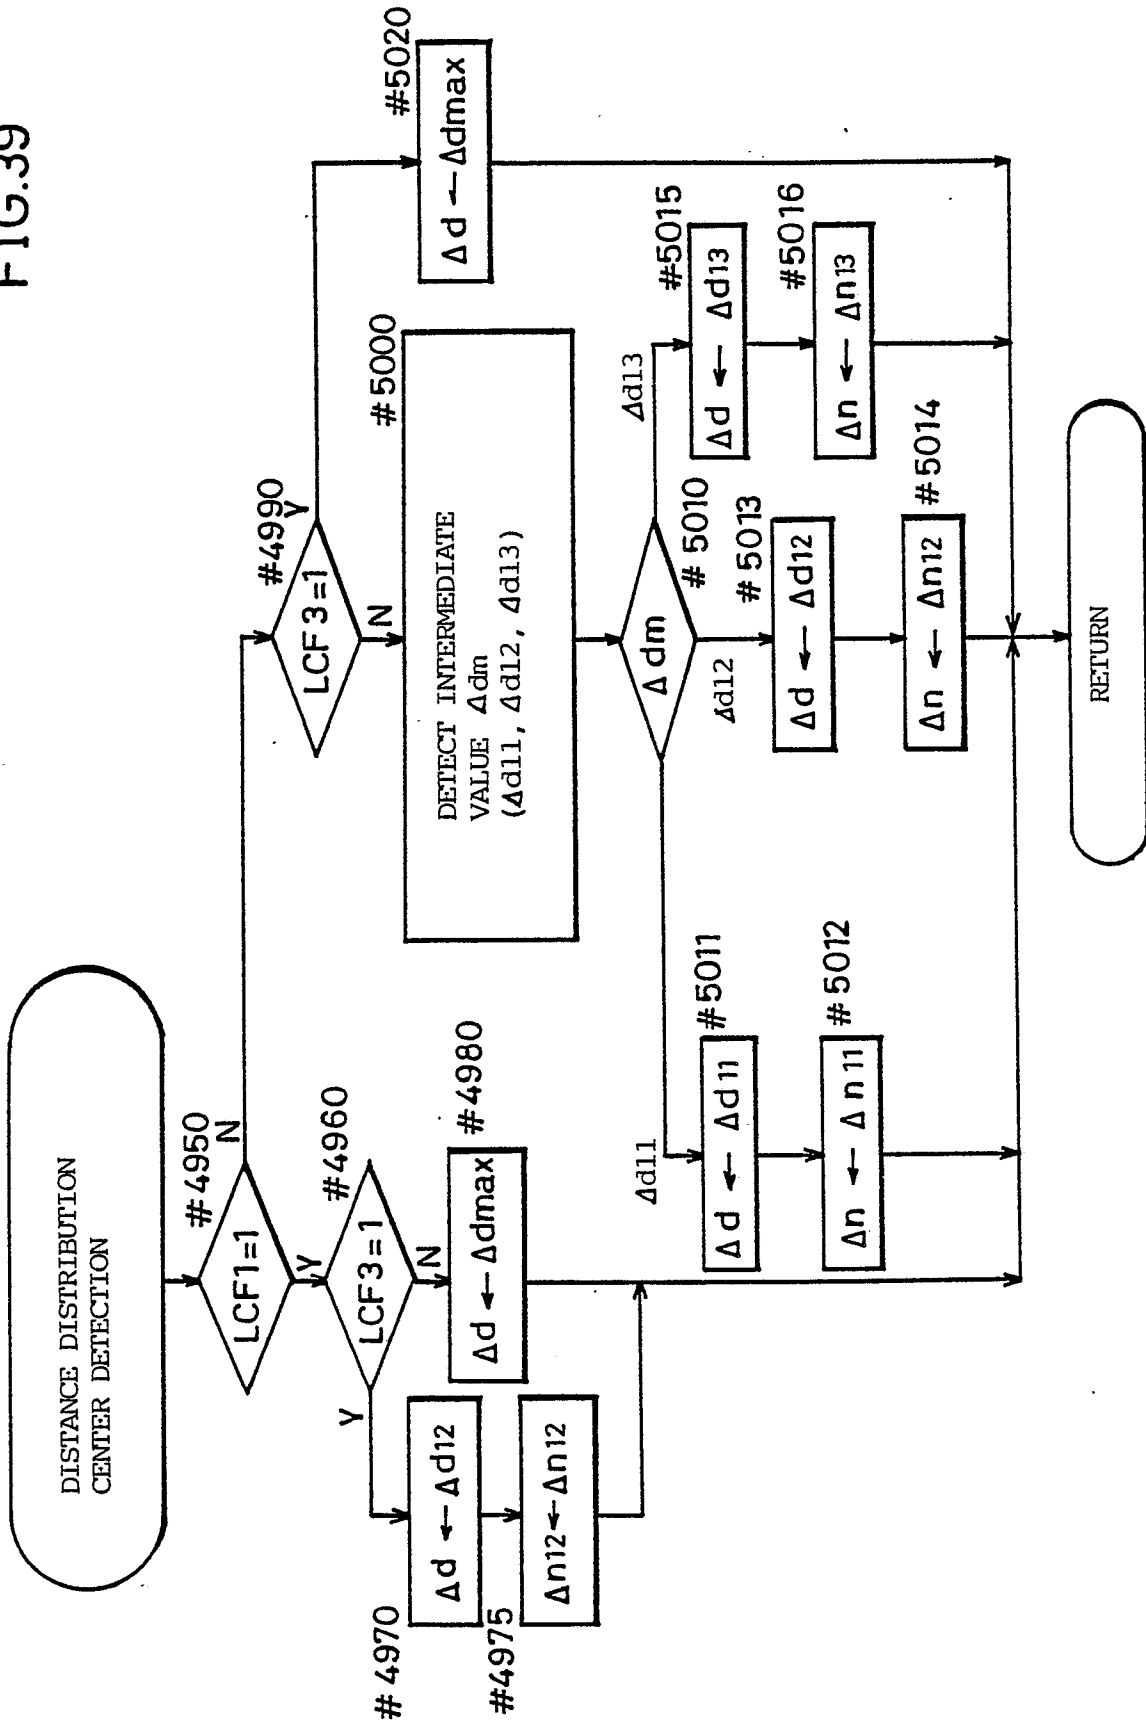 FIG.39
DISTANCE DISTRIBUTION
CENTER DETECTION
#4950
LCF1=1
N
Y
#4960
LCF3=1
Y
N
#4970
Δd ← Δd12
#4975
Δn12 ← Δn12
#4980
Δd ← Δdmax
#4990
LCF3=1
Y
N
#5000
DETECT INTERMEDIATE
VALUE Δdm
(Δd11, Δd12, Δd13)
#5020
Δd ← Δdmax
Δdm
#5010
Δd11
Δd12
Δd13
#5011
Δd ← Δd11
#5012
Δn ← Δn11
#5013
Δd ← Δd12
#5014
Δn ← Δn12
#5015
Δd ← Δd13
#5016
Δn ← Δn13
RETURN